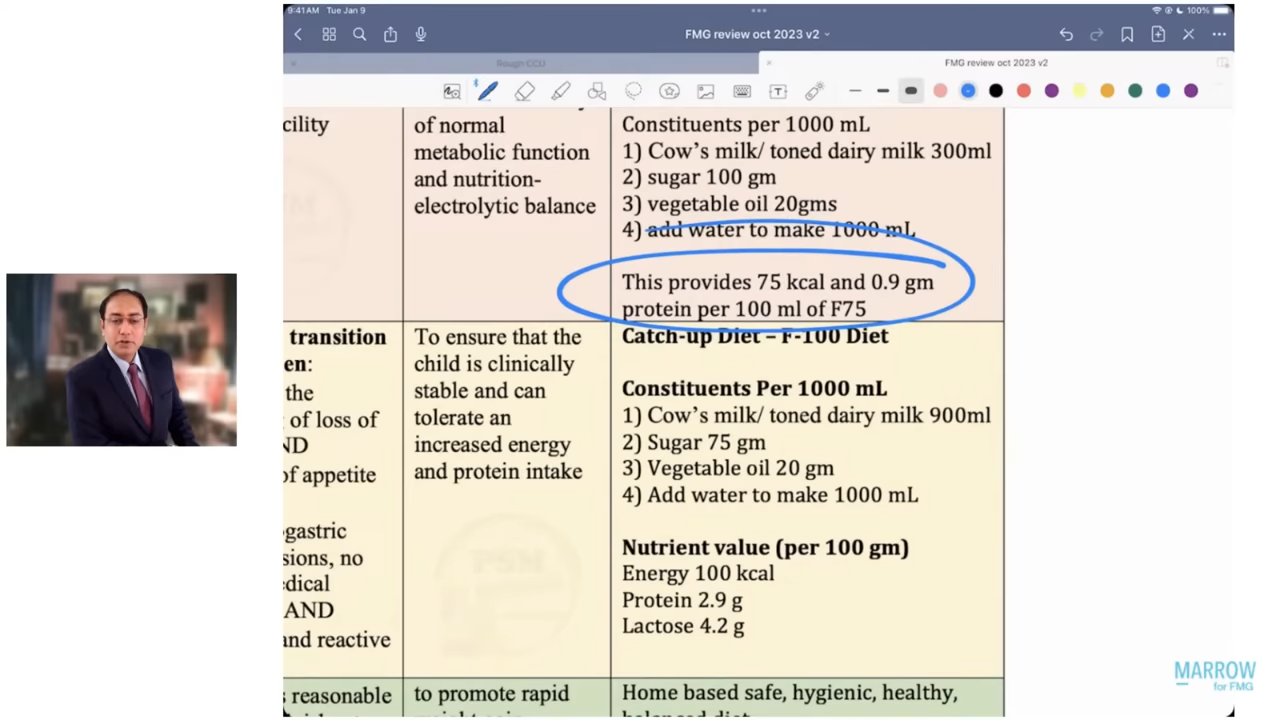 9:41AM Tue Jan 9
100%
FMG review oct 2023 v2
Rough CCU
FMG review oct 2023 v2
cility
of normal
metabolic function
and nutrition-
electrolytic balance
Constituents per 1000 mL
1) Cow's milk/ toned dairy milk 300ml
2) sugar 100 gm
3) vegetable oil 20gms
4) add water to make 1000 mL
This provides 75 kcal and 0.9 gm
protein per 100 ml of F75
transition
en:
the
of loss of
ND
of appetite
gastric
sions, no
dical
AND
and reactive
To ensure that the
child is clinically
stable and can
tolerate an
increased energy
and protein intake
PSM
Catch-up Diet – F-100 Diet
Constituents Per 1000 mL
1) Cow's milk/ toned dairy milk 900ml
2) Sugar 75 gm
3) Vegetable oil 20 gm
4) Add water to make 1000 mL
Nutrient value (per 100 gm)
Energy 100 kcal
Protein 2.9 g
Lactose 4.2 g
s reasonable
to promote rapid
Home based safe, hygienic, healthy,
MARROW
for FMG